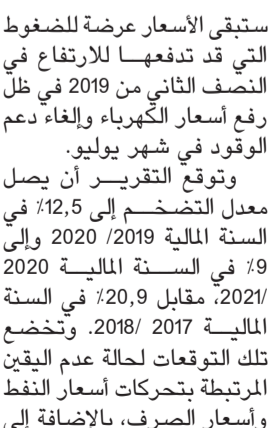 ستبقى الأسعار عرضة للضغوط
التي قد تدفعها للارتفاع في
النصف الثاني من 2019 في ظل
رفع أسعار الكهرباء وإلغاء دعم
الوقود في شهر يوليو.
وتوقع التقرير أن يصل
معدل التضخم إلى 12,5٪ في
السنة المالية 2019/ 2020 وإلى
9٪ في السنة المالية 2020
/2021، مقابل 20,9٪ في السنة
المالية 2017 /2018. وتخضع
تلك التوقعات لحالة عدم اليقين
المرتبطة بتحركات أسعار النفط
وأسعار الصرف، بالإضافة إلى